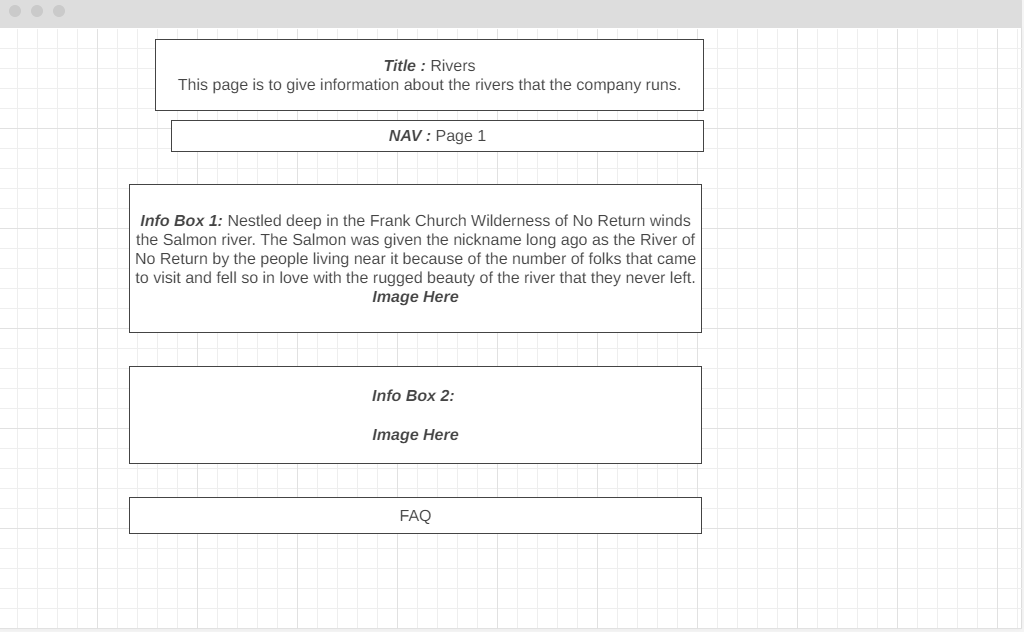 Title : Rivers
This page is to give information about the rivers that the company runs.
NAV : Page 1
Info Box 1: Nestled deep in the Frank Church Wilderness of No Return winds
the Salmon river. The Salmon was given the nickname long ago as the River of
No Return by the people living near it because of the number of folks that came
to visit and fell so in love with the rugged beauty of the river that they never left.
Image Here
Info Box 2:
Image Here
FAQ